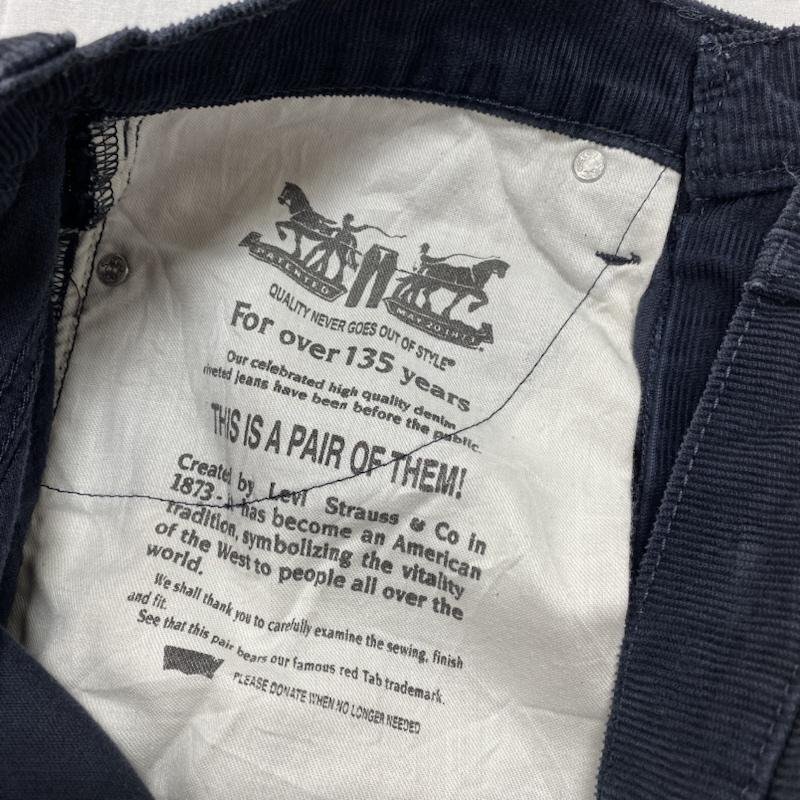 PATENTED
MAY 20 1873
QUALITY NEVER GOES OUT OF STYLE®
For over 135 years
Our celebrated high quality denim
riveted jeans have been before the public.
THIS IS A PAIR OF THEM!
Created by Levi Strauss & Co in
1873 - has become an American
tradition, symbolizing the vitality
of the West to people all over the
world.
We shall thank you to carefully examine the sewing, finish
and fit.
See that this pair bears our famous red Tab trademark.
PLEASE DONATE WHEN NO LONGER NEEDED